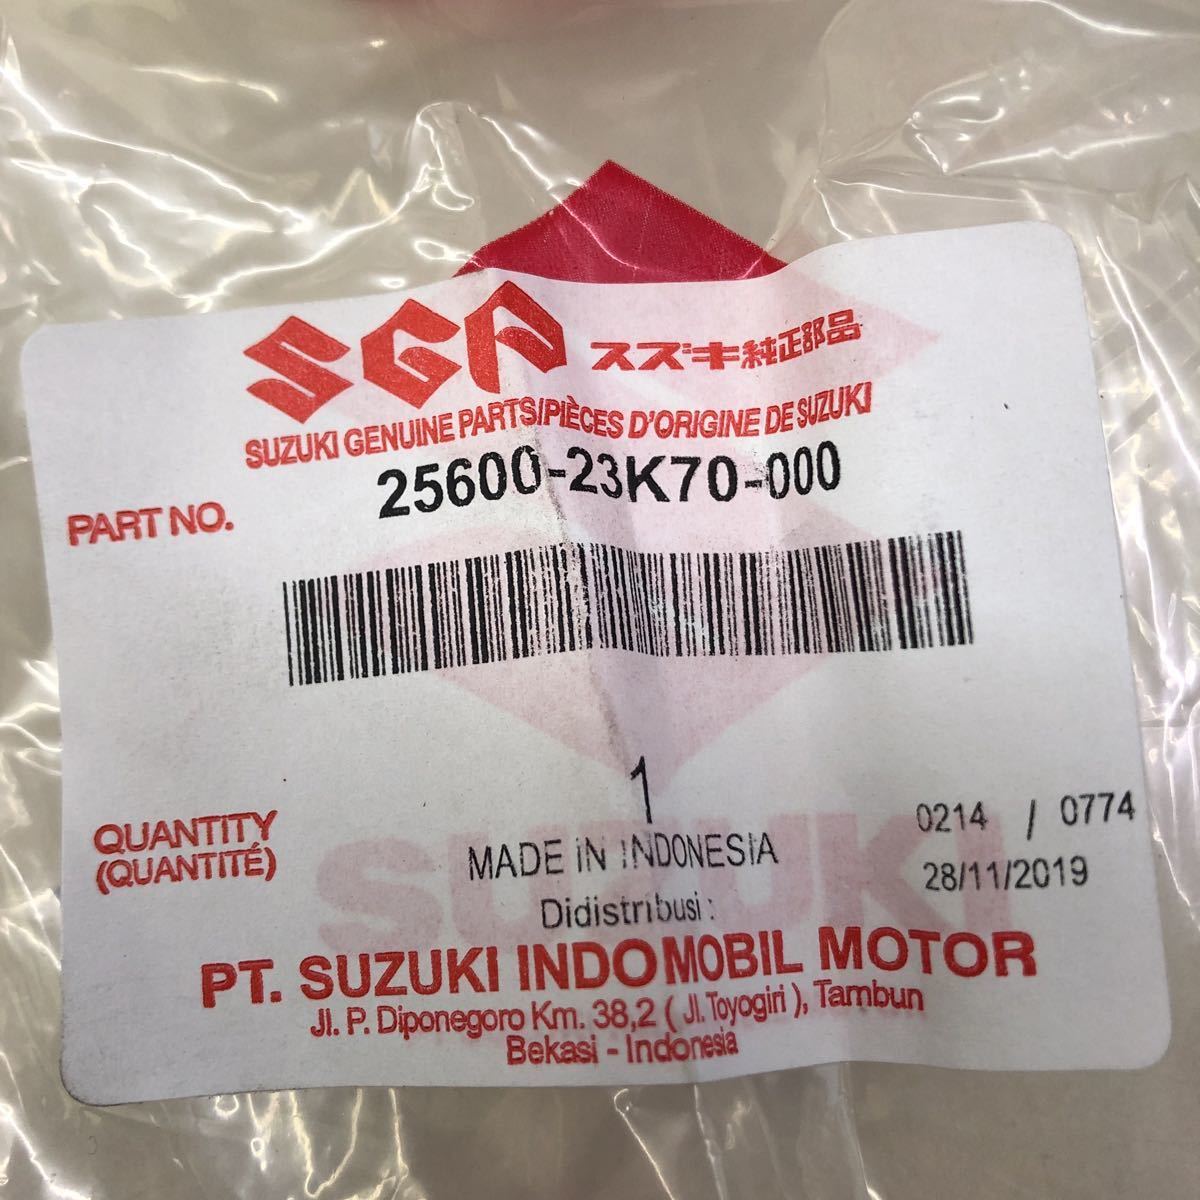 SGP スズキ純正部品
SUZUKI GENUINE PARTS/PIÈCES D'ORIGINE DE SUZUKI
PART NO. 25600-23K70-000
1
QUANTITY
(QUANTITÉ)
MADE IN INDONESIA
0214 / 0774
28/11/2019
Didistribusi :
SUZUKI
PT. SUZUKI INDOMOBIL MOTOR
Jl. P. Diponegoro Km. 38,2 ( Jl. Toyogiri ), Tambun
Bekasi - Indonesia